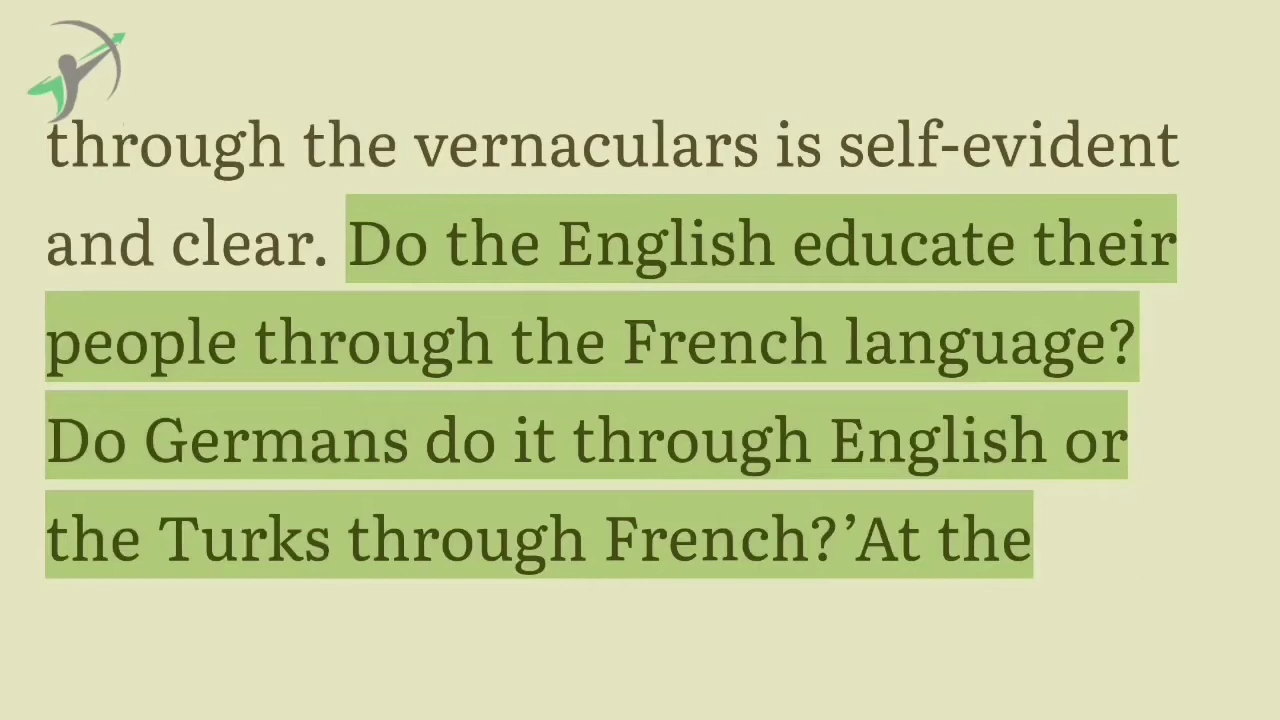 through the vernaculars is self-evident
and clear. Do the English educate their
people through the French language?
Do Germans do it through English or
the Turks through French?’At the